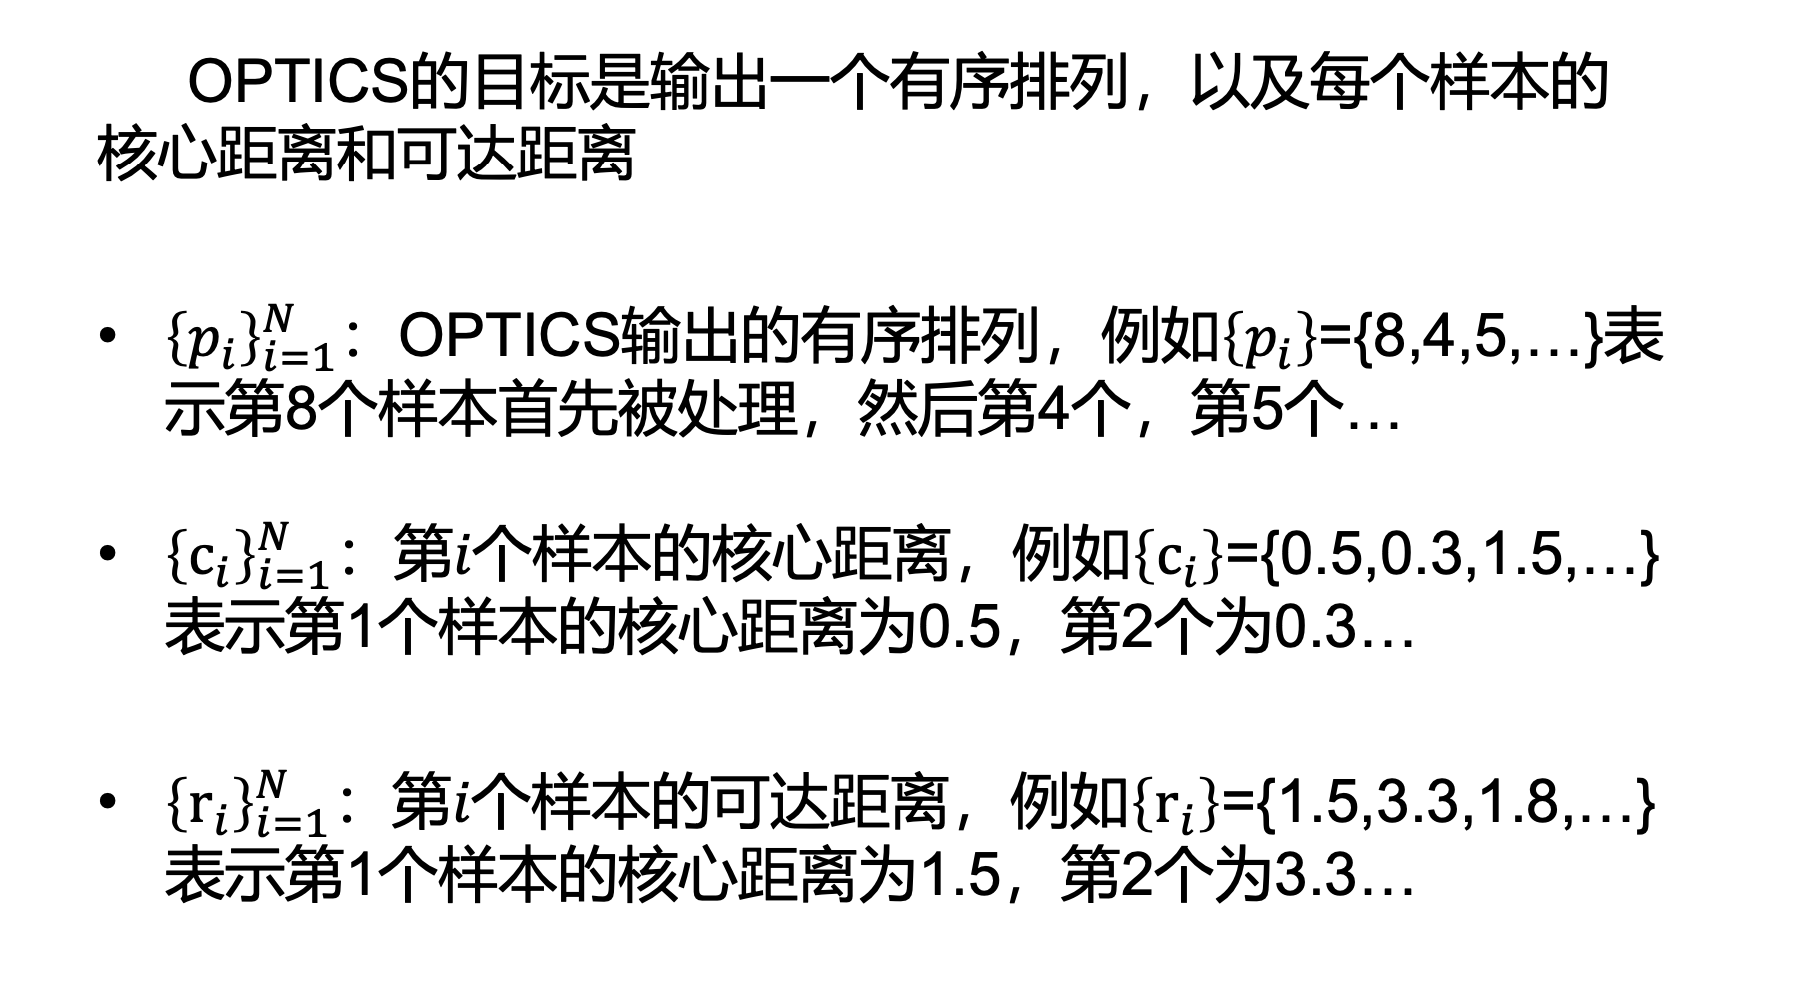 OPTICS的目标是输出一个有序排列，以及每个样本的
核心距离和可达距离
• {p_i}_{i=1}^N：OPTICS输出的有序排列，例如{p_i}={8,4,5,…}表
示第8个样本首先被处理，然后第4个，第5个…
• {c_i}_{i=1}^N：第i个样本的核心距离，例如{c_i}={0.5,0.3,1.5,…}
表示第1个样本的核心距离为0.5，第2个为0.3…
• {r_i}_{i=1}^N：第i个样本的可达距离，例如{r_i}={1.5,3.3,1.8,…}
表示第1个样本的核心距离为1.5，第2个为3.3…